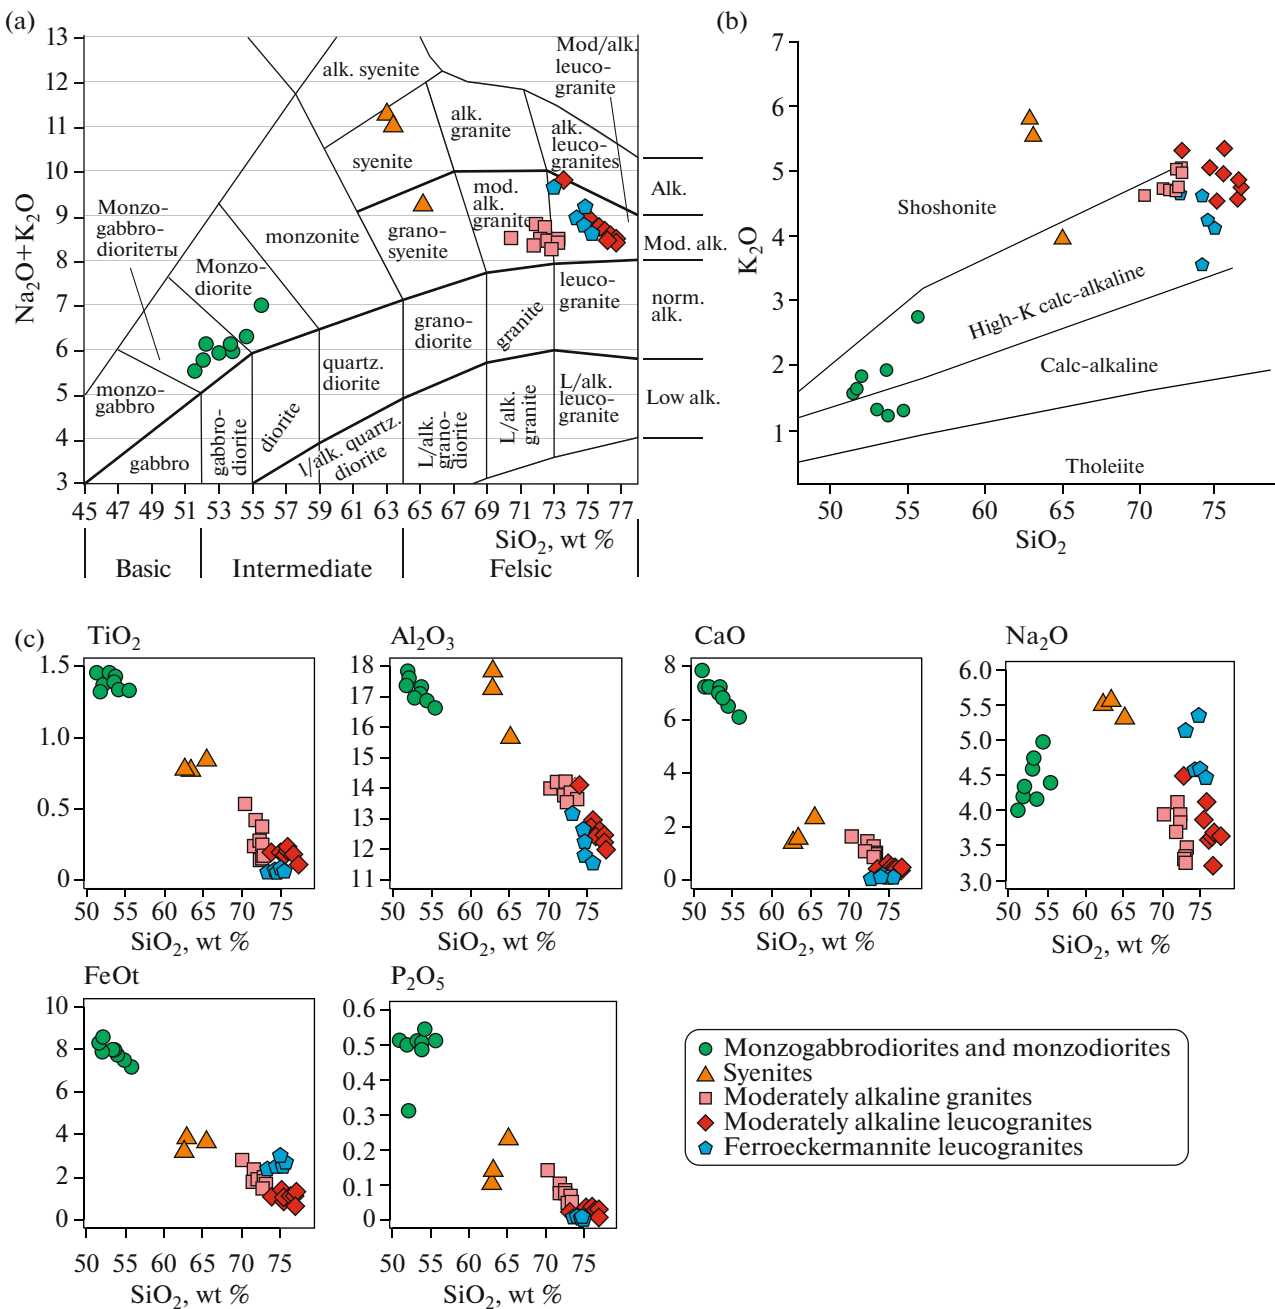 (a)
13
12
11
10
9
8
7
6
5
4
3
Na₂O+K₂O
alk. syenite
Mod/alk.
leuco-
granite
alk.
granite
alk.
leuco-
granites
syenite
Monzo-
gabbro-
dioriteты
monzonite
mod.
alk.
granite
grano-
syenite
Monzo-
diorite
leuco-
granite
grano-
diorite
granite
quartz.
diorite
monzo-
gabbro
gabbro
gabbro-
diorite
diorite
l/alk. quartz.
diorite
L/alk.
grano-
diorite
L/alk.
granite
L/alk.
leuco-
granite
Alk.
Mod. alk.
norm.
alk.
Low alk.
45 47 49 51 53 55 57 59 61 63 65 67 69 71 73 75 77
SiO₂, wt %
Basic Intermediate Felsic
(b)
7
6
5
4
3
2
1
K₂O
Shoshonite
High-K calc-alkaline
Calc-alkaline
Tholeiite
50 55 60 65 70 75
SiO₂
(c)
TiO₂
1.5
1.0
0.5
0
50 55 60 65 70 75
SiO₂, wt %
Al₂O₃
18
17
16
15
14
13
12
11
50 55 60 65 70 75
SiO₂, wt %
CaO
8
6
4
2
0
50 55 60 65 70 75
SiO₂, wt %
Na₂O
6.0
5.5
5.0
4.5
4.0
3.5
3.0
50 55 60 65 70 75
SiO₂, wt %
FeOt
10
8
6
4
2
0
50 55 60 65 70 75
SiO₂, wt %
P₂O₅
0.6
0.5
0.4
0.3
0.2
0.1
0
50 55 60 65 70 75
SiO₂, wt %
Monzogabbrodiorites and monzodiorites
Syenites
Moderately alkaline granites
Moderately alkaline leucogranites
Ferroeckermannite leucogranites